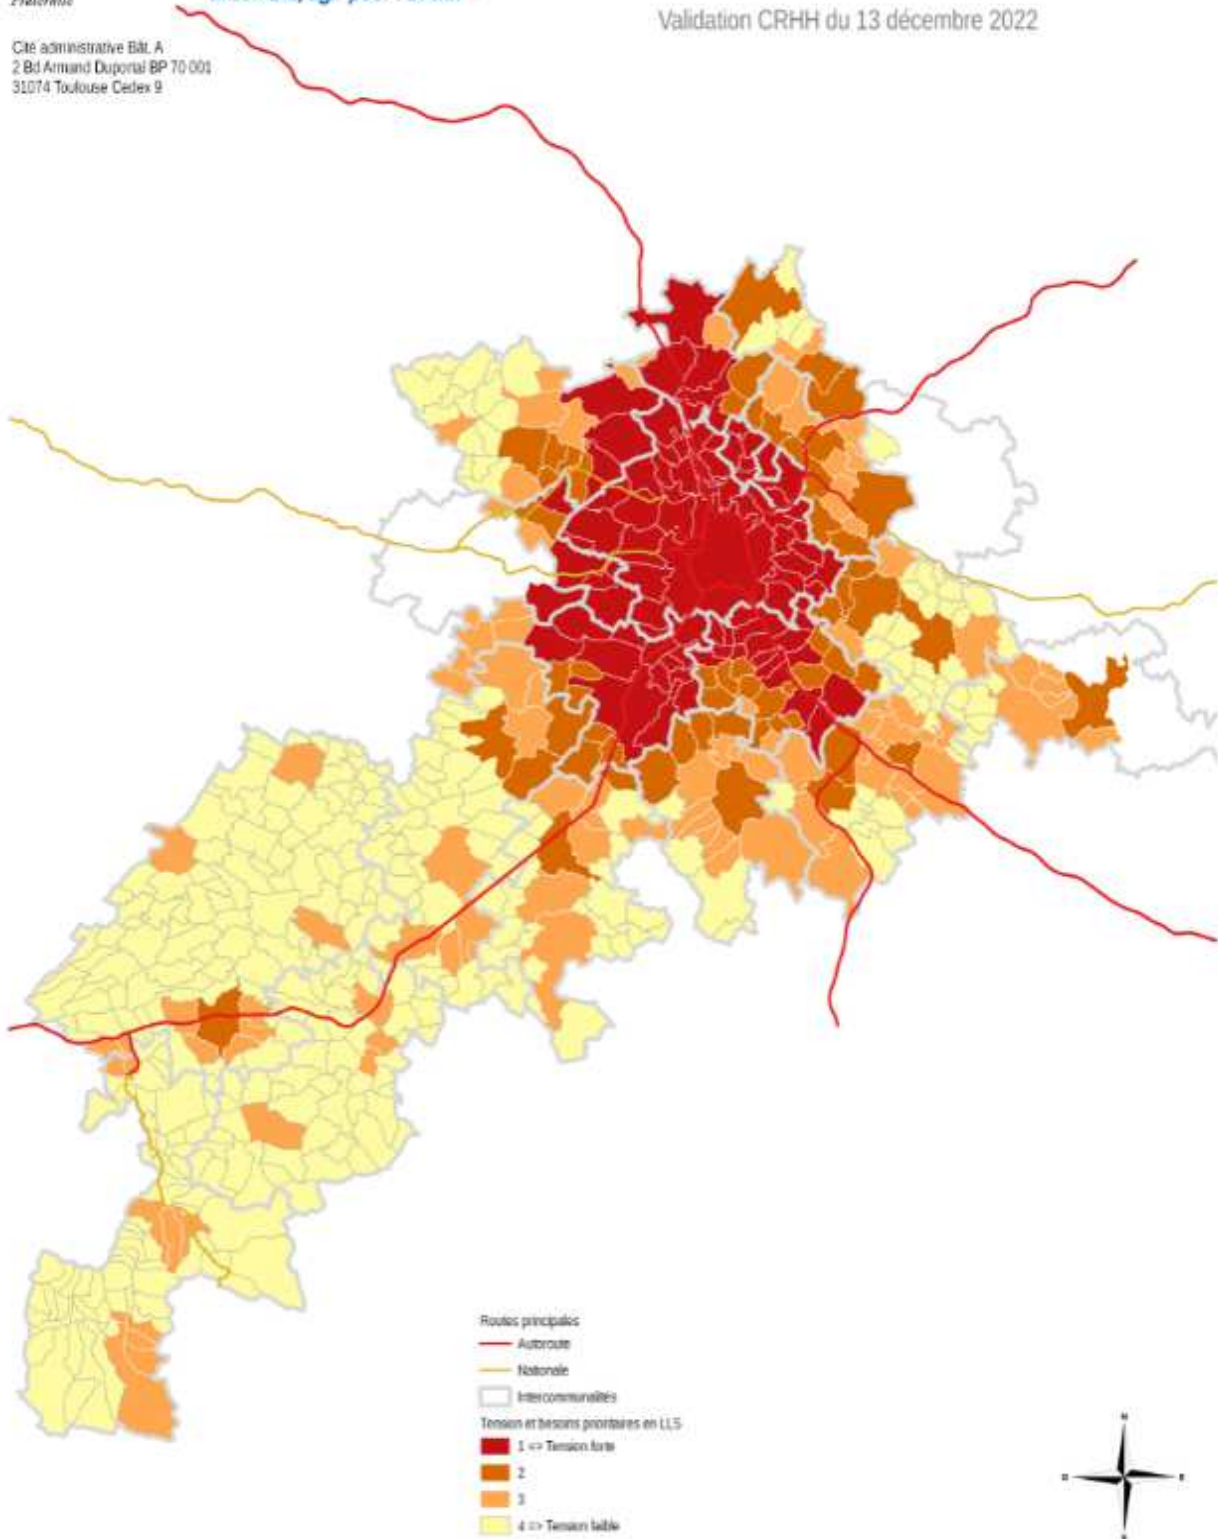 Fraternité
Validation CRHH du 13 décembre 2022
Cité administrative Bât. A
2 Bd Armand Duportal BP 70 001
31074 Toulouse Cedex 9
Routes principales
Autoroute
Nationale
Intercommunalités
Tension et besoins prioritaires en LLS
1 => Tension forte
2
3
4 => Tension faible
N
O
E